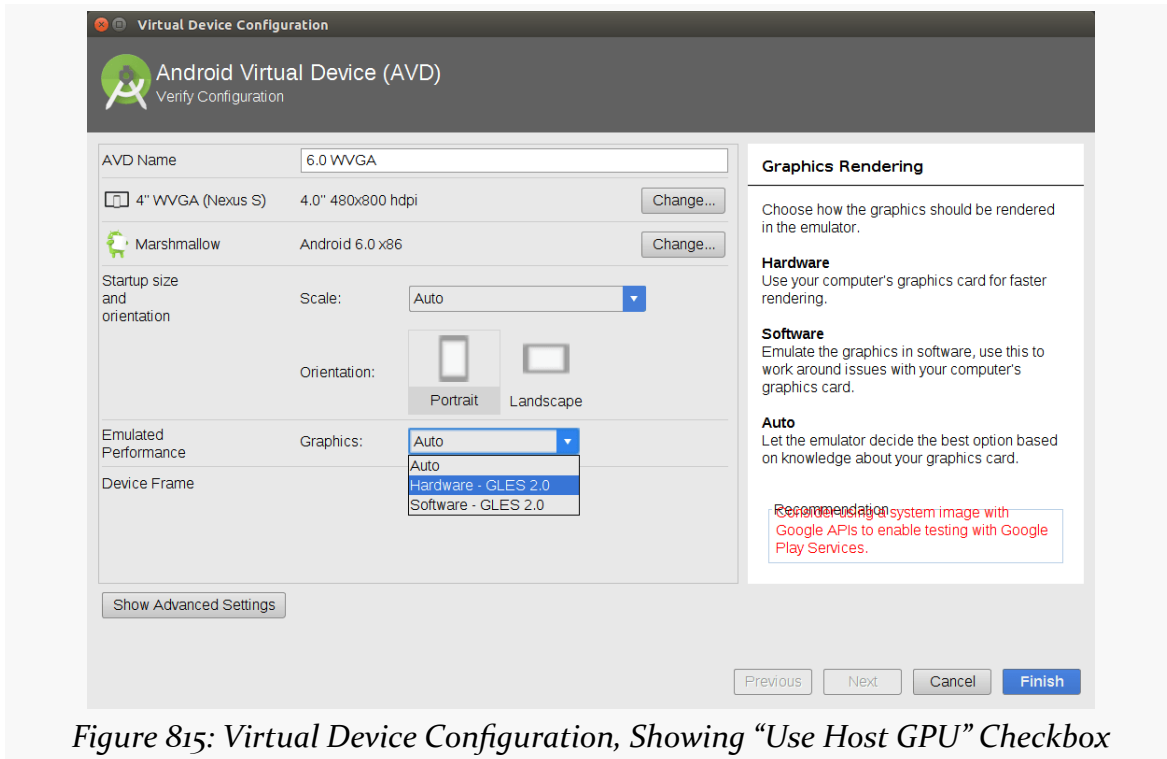 Virtual Device Configuration
Android Virtual Device (AVD)
Verify Configuration
AVD Name
6.0 WVGA
4" WVGA (Nexus S)
4.0" 480x800 hdpi
Change...
Marshmallow
Android 6.0 x86
Change...
Startup size
and
orientation
Scale:
Auto
Orientation:
Portrait
Landscape
Emulated
Performance
Graphics:
Auto
Auto
Hardware - GLES 2.0
Software - GLES 2.0
Device Frame
Show Advanced Settings
Graphics Rendering
Choose how the graphics should be rendered
in the emulator.
Hardware
Use your computer's graphics card for faster
rendering.
Software
Emulate the graphics in software, use this to
work around issues with your computer's
graphics card.
Auto
Let the emulator decide the best option based
on knowledge about your graphics card.
Recommendation
Consider using a system image with
Google APIs to enable testing with Google
Play Services.
Previous
Next
Cancel
Finish
Figure 815: Virtual Device Configuration, Showing “Use Host GPU” Checkbox